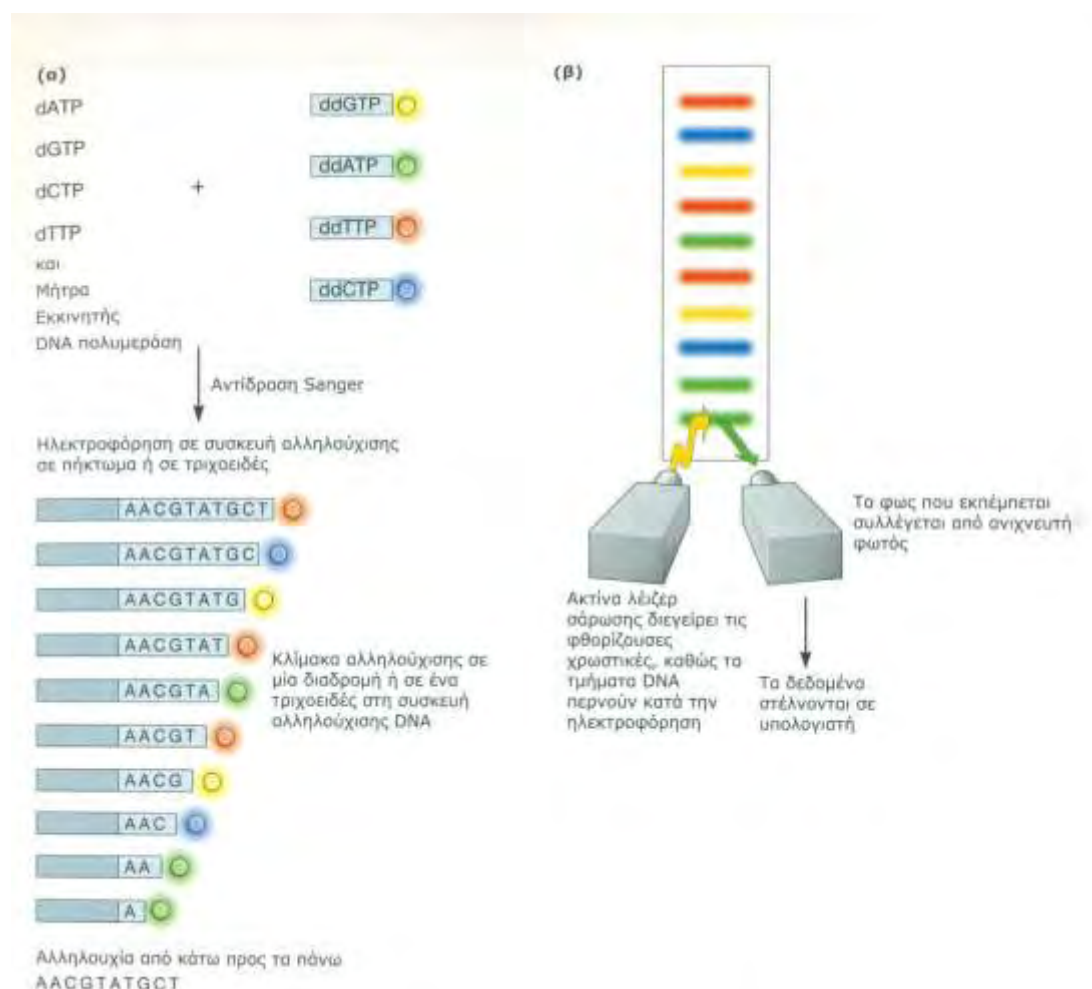 (α)
dATP
dGTP
dCTP
dTTP
και
Μήτρα
Εκκινητής
DNA πολυμεράση
+
ddGTP
ddATP
ddTTP
ddCTP
Αντίδραση Sanger
Ηλεκτροφόρηση σε συσκευή αλληλούχισης
σε πήκτωμα ή σε τριχοειδές
AACGTATGCT
AACGTATGC
AACGTATG
AACGTAT
AACGTA
AACGT
AACG
AAC
AA
A
Κλίμακα αλληλούχισης σε
μία διαδρομή ή σε ένα
τριχοειδές στη συσκευή
αλληλούχισης DNA
Αλληλουχία από κάτω προς τα πάνω
AACGTATGCT
(β)
Ακτίνα λέιζερ
σάρωσης διεγείρει τις
φθορίζουσες
χρωστικές, καθώς τα
τμήματα DNA
περνούν κατά την
ηλεκτροφόρηση
Το φως που εκπέμπεται
συλλέγεται από ανιχνευτή
φωτός
Τα δεδομένα
στέλνονται σε
υπολογιστή